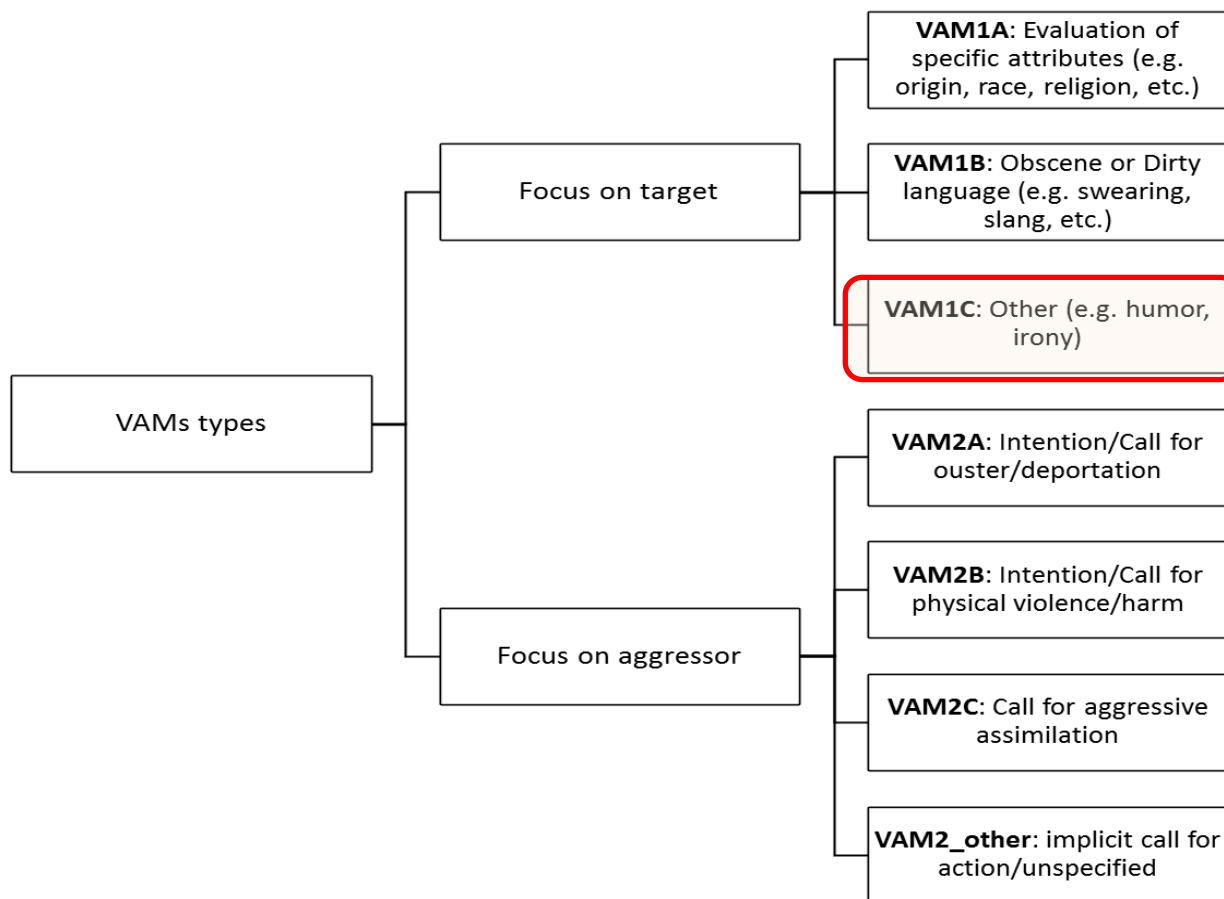 VAM1A: Evaluation of
specific attributes (e.g.
origin, race, religion, etc.)
Focus on target
VAM1B: Obscene or Dirty
language (e.g. swearing,
slang, etc.)
VAM1C: Other (e.g. humor,
irony)
VAMs types
VAM2A: Intention/Call for
ouster/deportation
VAM2B: Intention/Call for
physical violence/harm
Focus on aggressor
VAM2C: Call for aggressive
assimilation
VAM2_other: implicit call for
action/unspecified